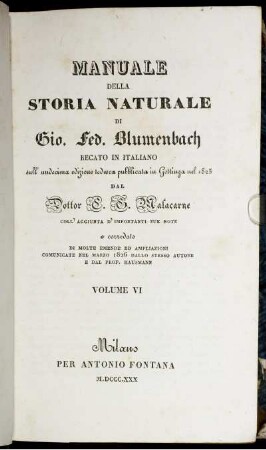 MANUALE
DELLA
STORIA NATURALE
DI
Gio. Fed. Blumenbach
RECATO IN ITALIANO
sull' undecima edizione tedesca pubblicata in Gottinga nel 1825
DAL
Dottor C. G. Malacarne
COLL' AGGIUNTA D' IMPORTANTI SUE NOTE
e corredato
DI MOLTE EMENDE ED AMPLIAZIONI
COMUNICATE NEL MARZO 1826 DALLO STESSO AUTORE
E DAL PROF. HAUSMANN
VOLUME VI
Milano
PER ANTONIO FONTANA
M.DCCC.XXX